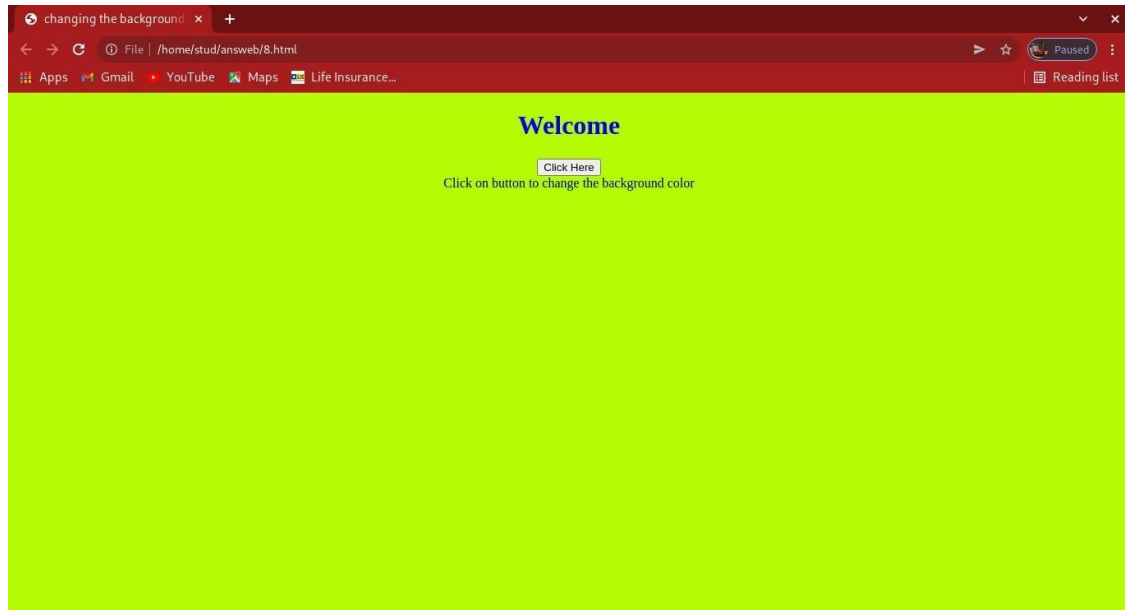 changing the background
File | /home/stud/answeb/8.html
Paused
Apps Gmail YouTube Maps Life Insurance... Reading list
Welcome
Click Here
Click on button to change the background color